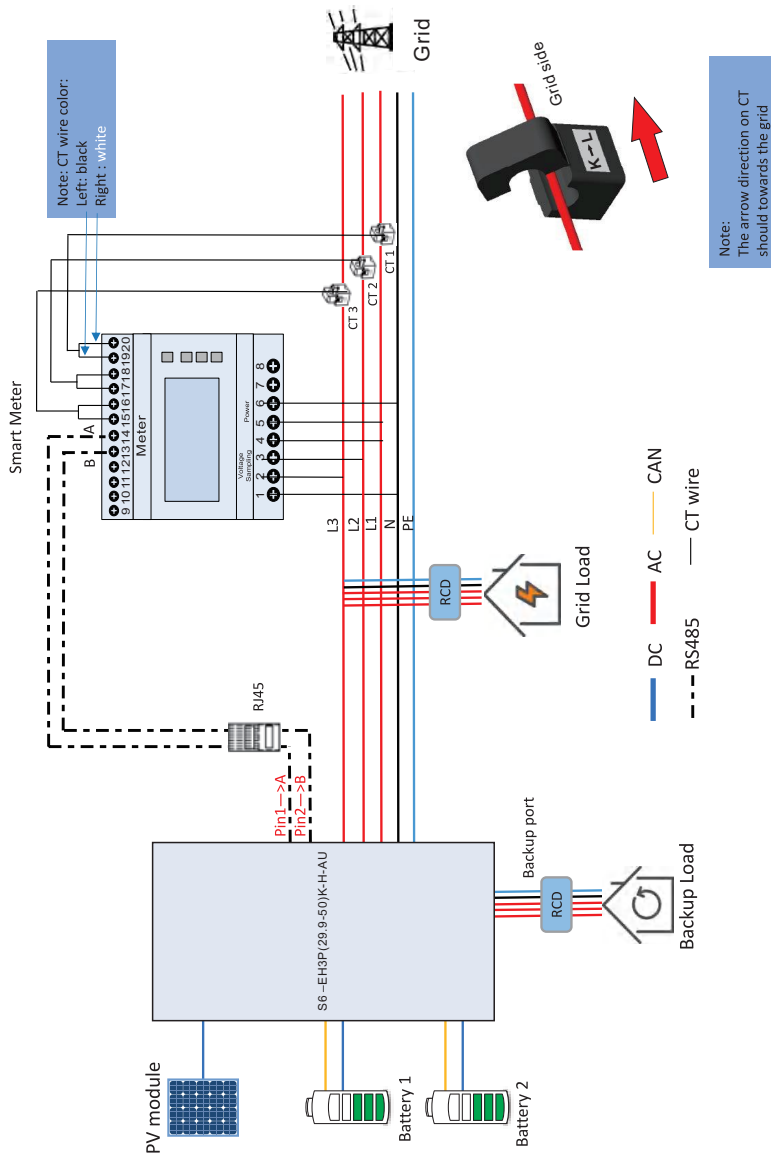 Smart Meter
Note: CT wire color:
Left: black
Right : white
B A
9 10 11 12 13 14 15 16 17 18 19 20
Meter
Voltage
Sampling
Power
1 2 3 4 5 6 7 8
CT 3
CT 2
CT 1
Grid
L3
L2
L1
N
PE
RJ45
Pin1—>A
Pin2—>B
S6 –EH3P(29.9-50)K-H-AU
PV module
Battery 1
Battery 2
Backup port
RCD
Backup Load
RCD
Grid Load
Grid side
K→L
DC
AC
CAN
RS485
CT wire
Note:
The arrow direction on CT
should towards the grid